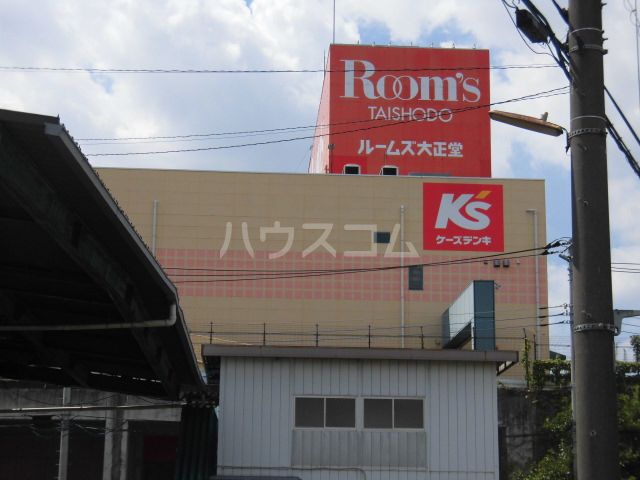 Room's
TAISHODO
ルームズ大正堂
K's
ケーズデンキ
ハウスコム